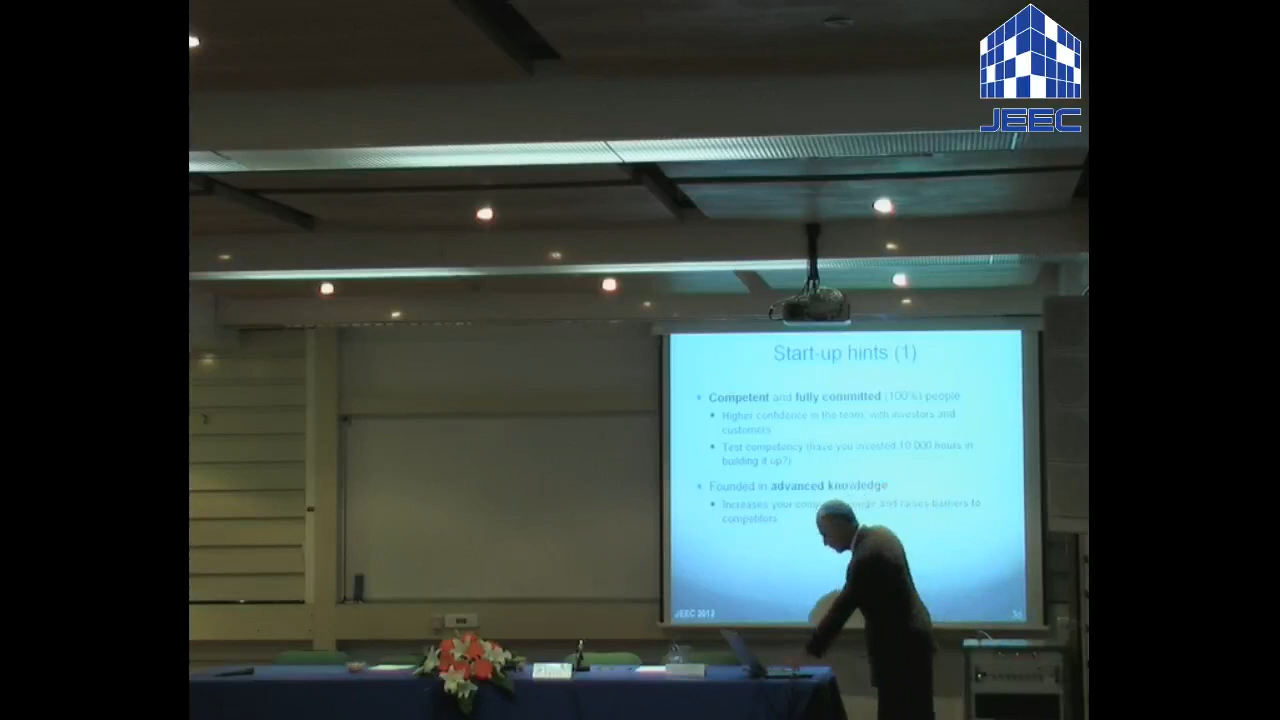 JEEC
Start-up hints (1)
Competent and fully committed (100%) people
Higher confidence in the team, with investors and
customers
Test competency (have you invested 10 000 hours in
building it up?)
Founded in advanced knowledge
Increases your and raises barriers to
competitors
JEEC 2012